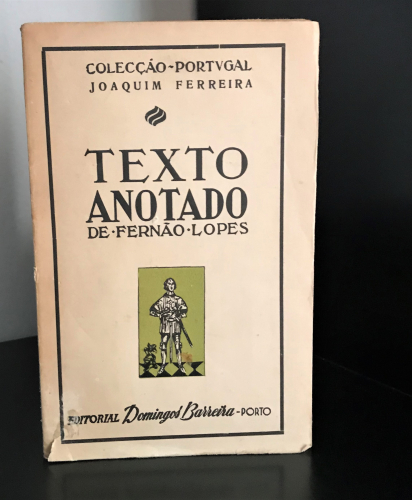 COLECÇÃO-PORTVGAL
JOAQUIM FERREIRA
TEXTO
ANOTADO
DE·FERNÃO·LOPES
EDITORIAL Domingos Barreira-PORTO